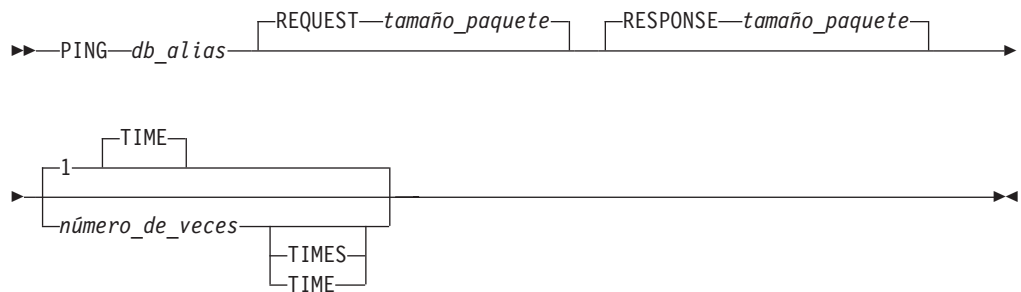 REQUEST tamaño_paquete RESPONSE tamaño_paquete
PING db_alias
TIME
1
número_de_veces
TIMES
TIME